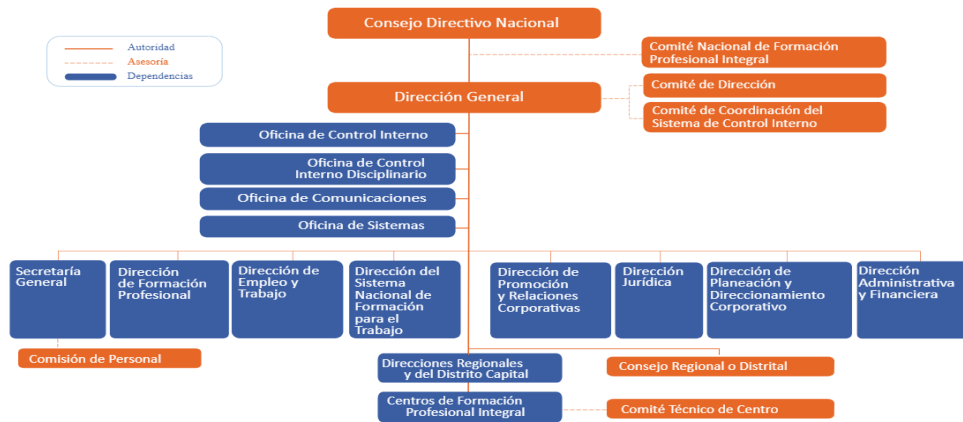 Consejo Directivo Nacional
Autoridad
Asesoría
Dependencias
Comité Nacional de Formación
Profesional Integral
Dirección General
Comité de Dirección
Comité de Coordinación del
Sistema de Control Interno
Oficina de Control Interno
Oficina de Control
Interno Disciplinario
Oficina de Comunicaciones
Oficina de Sistemas
Secretaría
General
Dirección
de Formación
Profesional
Dirección de
Empleo y
Trabajo
Dirección del
Sistema
Nacional de
Formación
para el
Trabajo
Dirección de
Promoción
y Relaciones
Corporativas
Dirección
Jurídica
Dirección de
Planeación y
Direccionamiento
Corporativo
Dirección
Administrativa
y Financiera
Comisión de Personal
Direcciones Regionales
y del Distrito Capital
Consejo Regional o Distrital
Centros de Formación
Profesional Integral
Comité Técnico de Centro